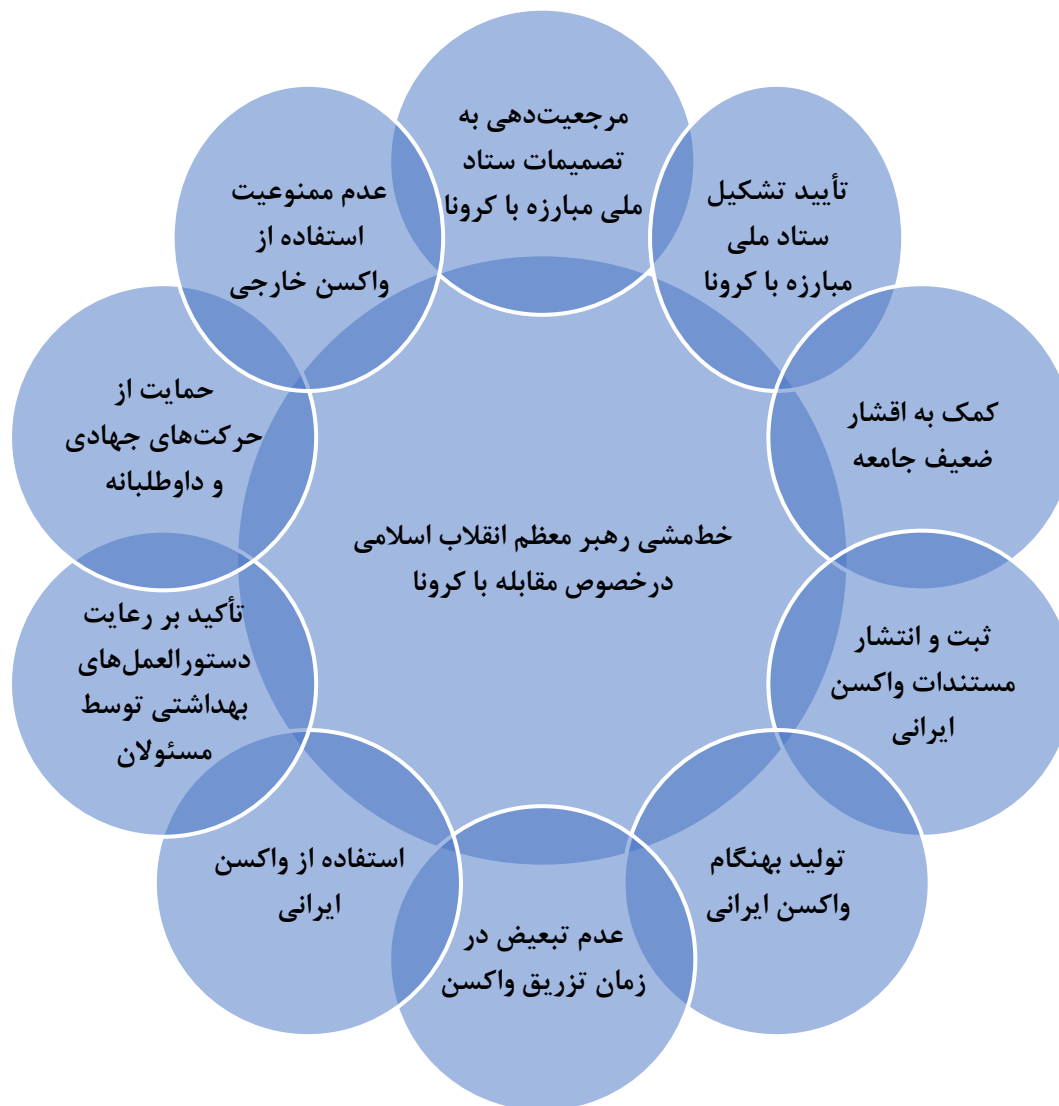 مرجعیت‌دهی به
تصمیمات ستاد
ملی مبارزه با کرونا
تأیید تشکیل
ستاد ملی
مبارزه با کرونا
کمک به اقشار
ضعیف جامعه
ثبت و انتشار
مستندات واکسن
ایرانی
تولید بهنگام
واکسن ایرانی
عدم تبعیض در
زمان تزریق واکسن
استفاده از واکسن
ایرانی
تأکید بر رعایت
دستورالعمل‌های
بهداشتی توسط
مسئولان
حمایت از
حرکت‌های جهادی
و داوطلبانه
عدم ممنوعیت
استفاده از
واکسن خارجی
خط‌مشی رهبر معظم انقلاب اسلامی
درخصوص مقابله با کرونا